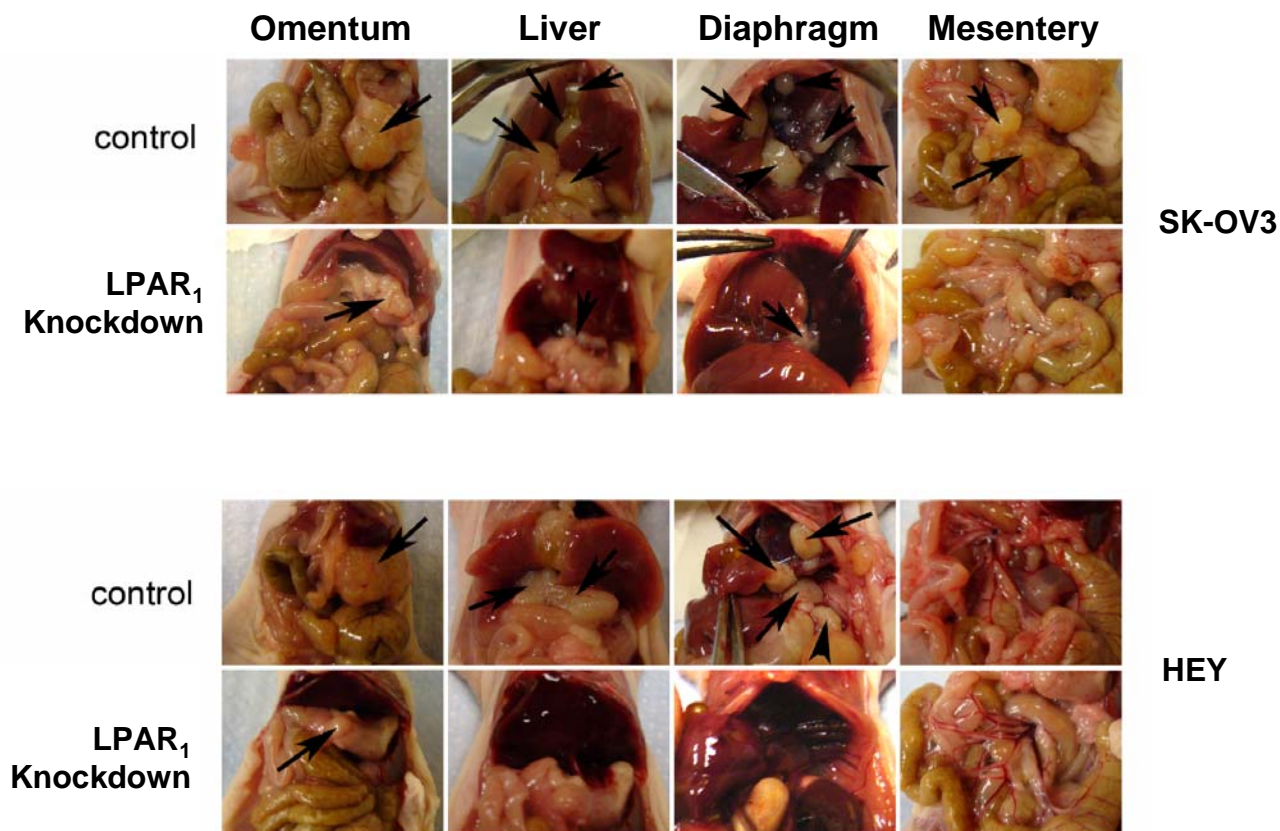 Omentum Liver Diaphragm Mesentery
control
SK-OV3
LPAR₁
Knockdown
control
HEY
LPAR₁
Knockdown